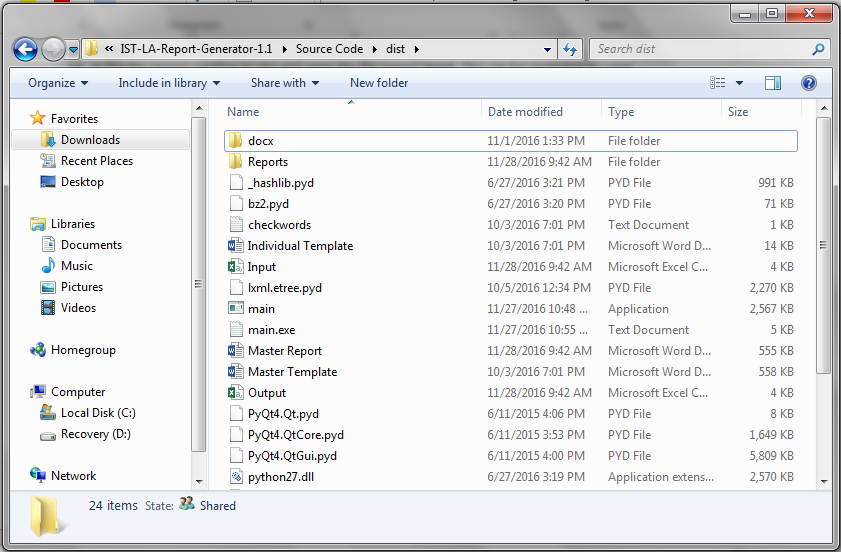 « IST-LA-Report-Generator-1.1 Source Code dist Search dist
Organize Include in library Share with New folder
Favorites
Downloads
Recent Places
Desktop
Libraries
Documents
Music
Pictures
Videos
Homegroup
Computer
Local Disk (C:)
Recovery (D:)
Network
Name Date modified Type Size
docx 11/1/2016 1:33 PM File folder
Reports 11/28/2016 9:42 AM File folder
_hashlib.pyd 6/27/2016 3:21 PM PYD File 991 KB
bz2.pyd 6/27/2016 3:20 PM PYD File 71 KB
checkwords 10/3/2016 7:01 PM Text Document 1 KB
Individual Template 10/3/2016 7:01 PM Microsoft Word D... 14 KB
Input 11/28/2016 9:42 AM Microsoft Excel C... 4 KB
lxml.etree.pyd 10/5/2016 12:34 PM PYD File 2,270 KB
main 11/27/2016 10:48 ... Application 2,567 KB
main.exe 11/27/2016 10:55 ... Text Document 5 KB
Master Report 11/28/2016 9:42 AM Microsoft Word D... 555 KB
Master Template 10/3/2016 7:01 PM Microsoft Word D... 558 KB
Output 11/28/2016 9:42 AM Microsoft Excel C... 4 KB
PyQt4.Qt.pyd 6/11/2015 4:06 PM PYD File 8 KB
PyQt4.QtCore.pyd 6/11/2015 3:53 PM PYD File 1,649 KB
PyQt4.QtGui.pyd 6/11/2015 4:00 PM PYD File 5,809 KB
python27.dll 6/27/2016 3:19 PM Application extens... 2,570 KB
24 items State: Shared